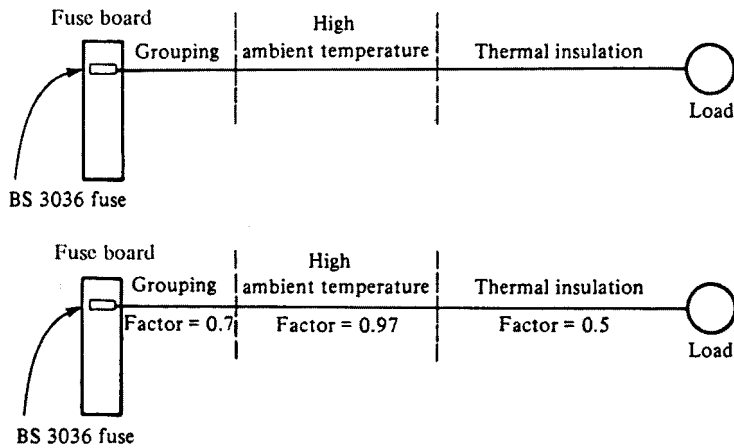 Fuse board
Grouping
High
ambient temperature
Thermal insulation
Load
BS 3036 fuse
Fuse board
Grouping
High
ambient temperature
Thermal insulation
Factor = 0.7
Factor = 0.97
Factor = 0.5
Load
BS 3036 fuse